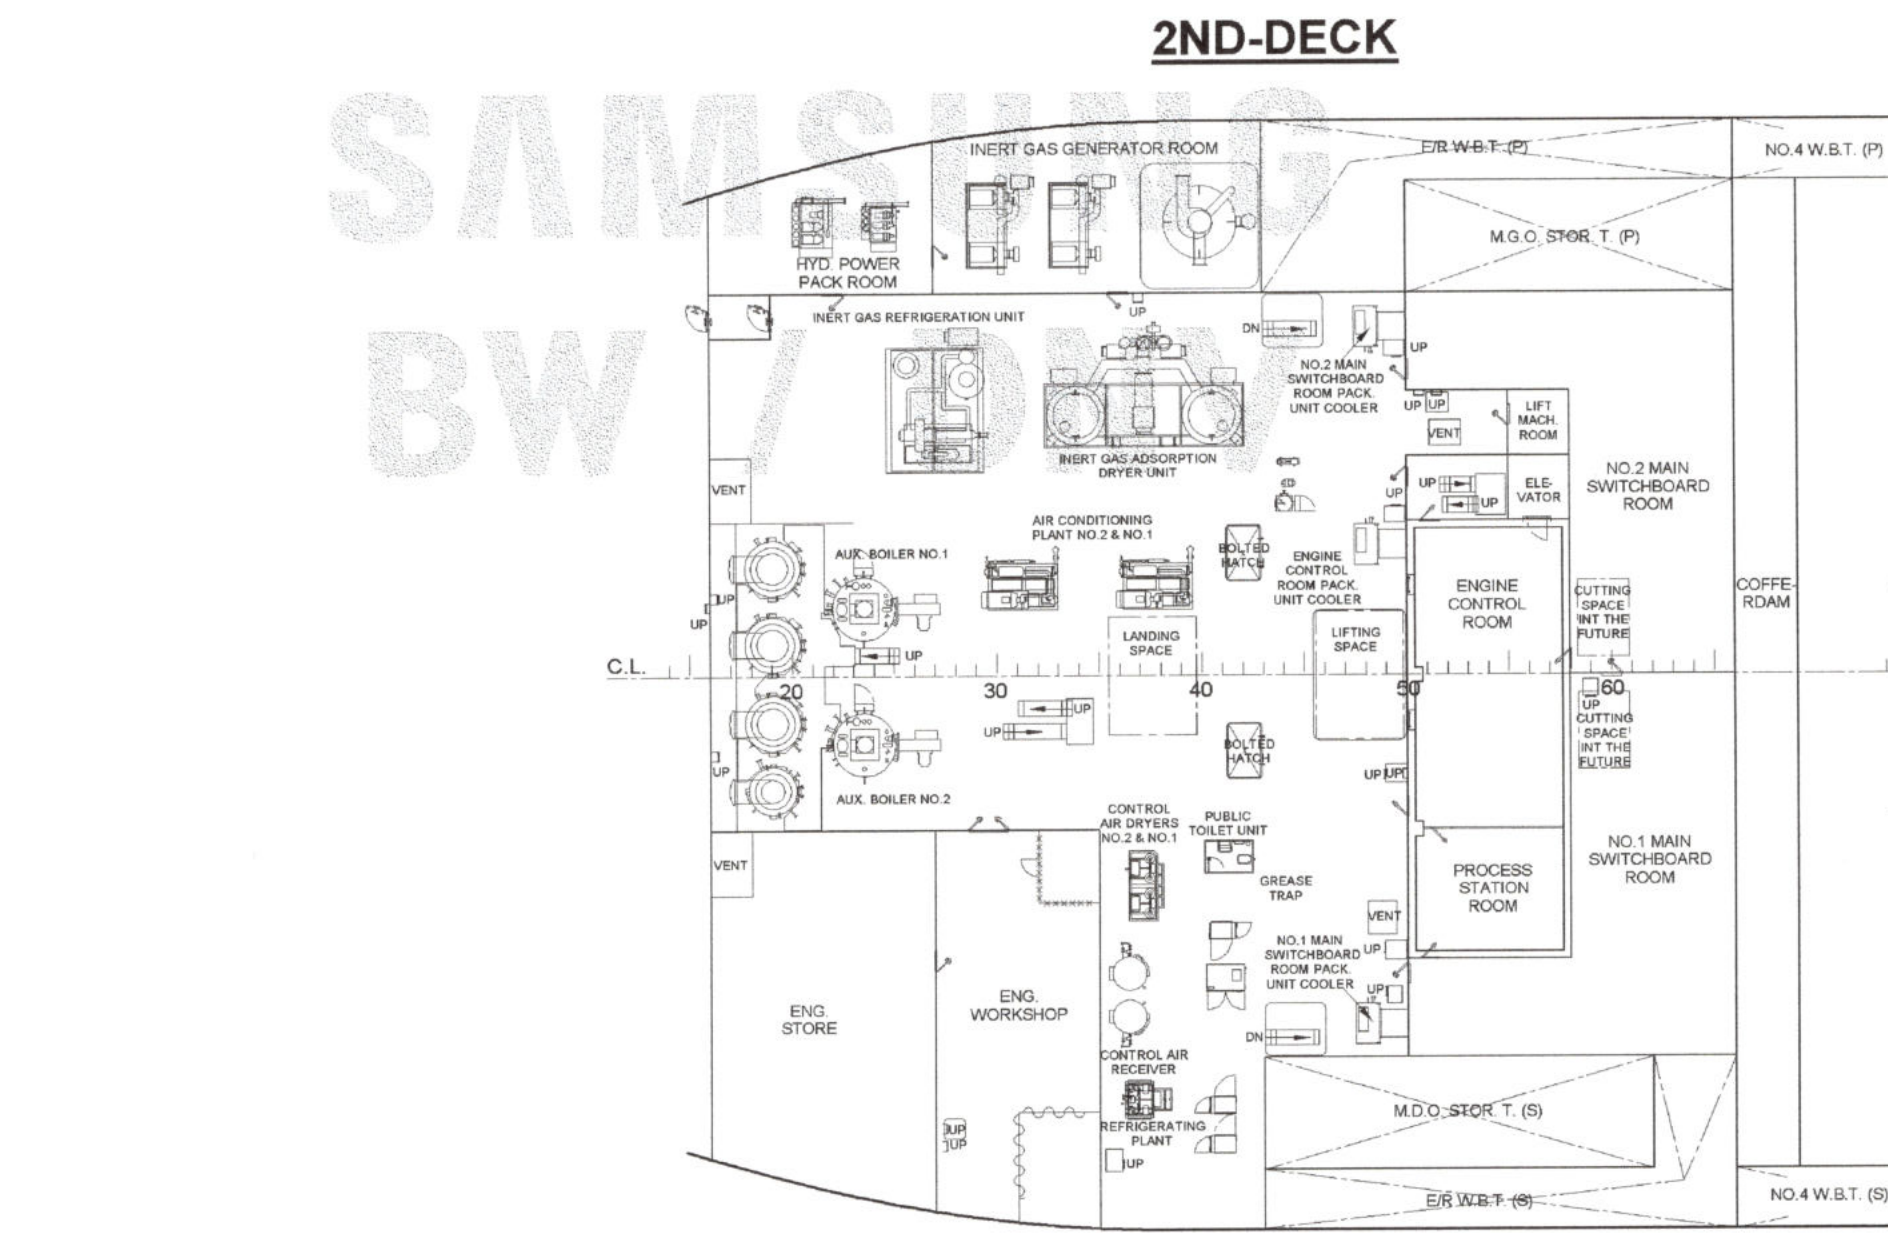 2ND-DECK
SAMSUNG
BW / DNV
INERT GAS GENERATOR ROOM
E/R W.B.T. (P)
NO.4 W.B.T. (P)
HYD. POWER
PACK ROOM
M.G.O. STOR. T. (P)
INERT GAS REFRIGERATION UNIT
UP
DN
UP
NO.2 MAIN
SWITCHBOARD
ROOM PACK.
UNIT COOLER
UP
UP
VENT
LIFT
MACH.
ROOM
INERT GAS ADSORPTION
DRYER UNIT
VENT
UP
UP
UP
ELE-
VATOR
NO.2 MAIN
SWITCHBOARD
ROOM
AIR CONDITIONING
PLANT NO.2 & NO.1
AUX. BOILER NO.1
BOLTED
HATCH
ENGINE
CONTROL
ROOM PACK.
UNIT COOLER
ENGINE
CONTROL
ROOM
CUTTING
SPACE
INT THE
FUTURE
COFFE-
RDAM
UP
UP
UP
LANDING
SPACE
LIFTING
SPACE
C.L.
20
30
40
50
60
UP
UP
UP
CUTTING
SPACE
INT THE
FUTURE
BOLTED
HATCH
UP
UP
UP
AUX. BOILER NO.2
CONTROL
AIR DRYERS
NO.2 & NO.1
PUBLIC
TOILET UNIT
VENT
GREASE
TRAP
PROCESS
STATION
ROOM
NO.1 MAIN
SWITCHBOARD
ROOM
VENT
UP
NO.1 MAIN
SWITCHBOARD
ROOM PACK.
UNIT COOLER
UP
ENG.
STORE
ENG.
WORKSHOP
DN
CONTROL AIR
RECEIVER
UP
UP
REFRIGERATING
PLANT
UP
M.D.O. STOR. T. (S)
E/R W.B.T. (S)
NO.4 W.B.T. (S)